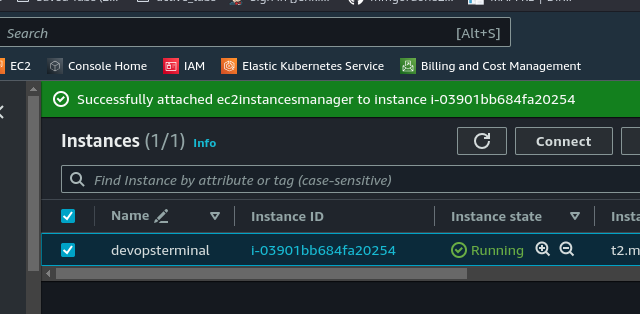 Search [Alt+S]
EC2 Console Home IAM Elastic Kubernetes Service Billing and Cost Management
Successfully attached ec2instancesmanager to instance i-03901bb684fa20254
Instances (1/1) Info Connect
Find Instance by attribute or tag (case-sensitive)
Name Instance ID Instance state Insta
devopsterminal i-03901bb684fa20254 Running t2.m